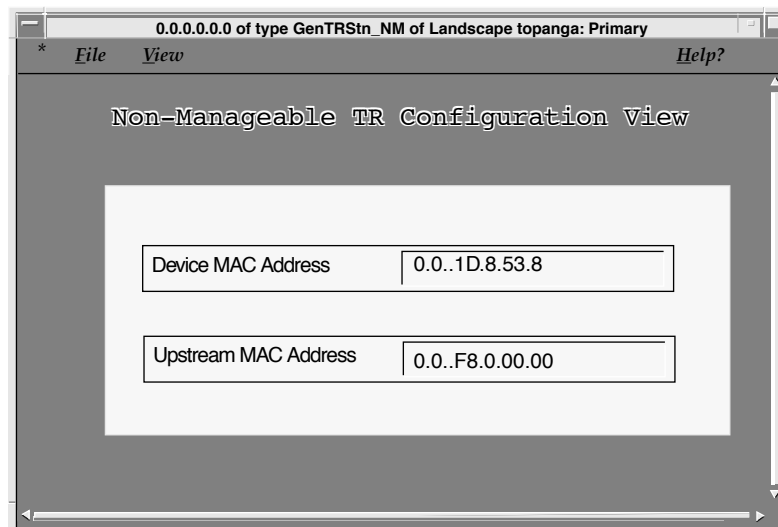 0.0.0.0.0.0 of type GenTRStn_NM of Landscape topanga: Primary
* File View Help?
Non-Manageable TR Configuration View
Device MAC Address 0.0..1D.8.53.8
Upstream MAC Address 0.0..F8.0.00.00